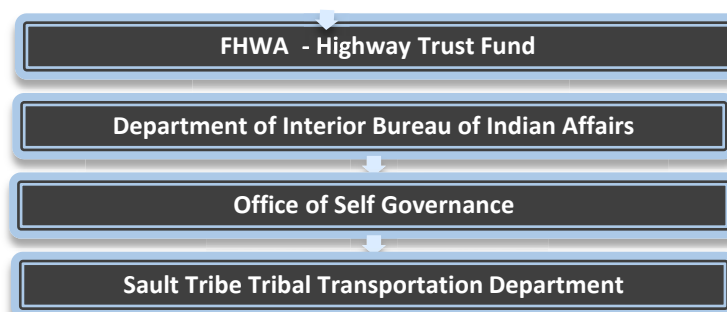 FHWA - Highway Trust Fund
Department of Interior Bureau of Indian Affairs
Office of Self Governance
Sault Tribe Tribal Transportation Department